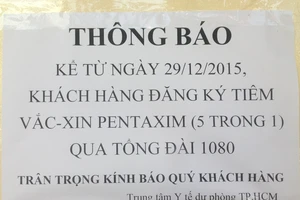 THÔNG BÁO
KỂ TỪ NGÀY 29/12/2015,
KHÁCH HÀNG ĐĂNG KÝ TIÊM
VẮC-XIN PENTAXIM (5 TRONG 1)
QUA TỔNG ĐÀI 1080
TRÂN TRỌNG KÍNH BÁO QUÝ KHÁCH HÀNG
Trung tâm Y tế dự phòng TP.HCM